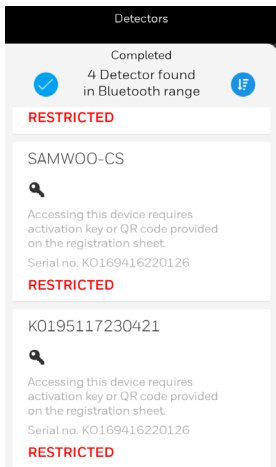 Detectors
Completed
4 Detector found
in Bluetooth range
RESTRICTED
SAMWOO-CS
Accessing this device requires
activation key or QR code provided
on the registration sheet.
Serial no. KO169416220126
RESTRICTED
K0195117230421
Accessing this device requires
activation key or QR code provided
on the registration sheet.
Serial no. KO169416220126
RESTRICTED